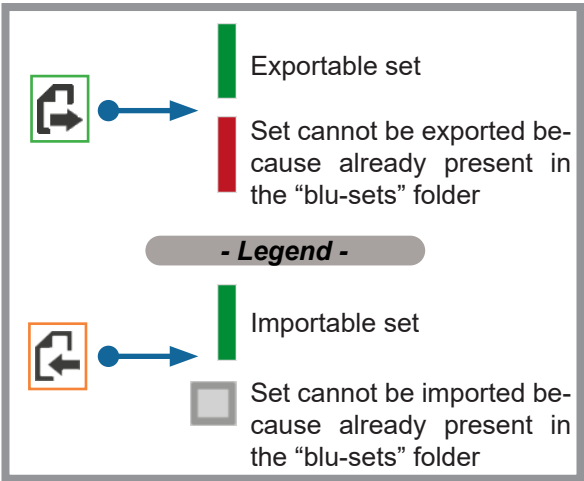 Exportable set
Set cannot be exported be-
cause already present in
the “blu-sets” folder
- Legend -
Importable set
Set cannot be imported be-
cause already present in
the “blu-sets” folder